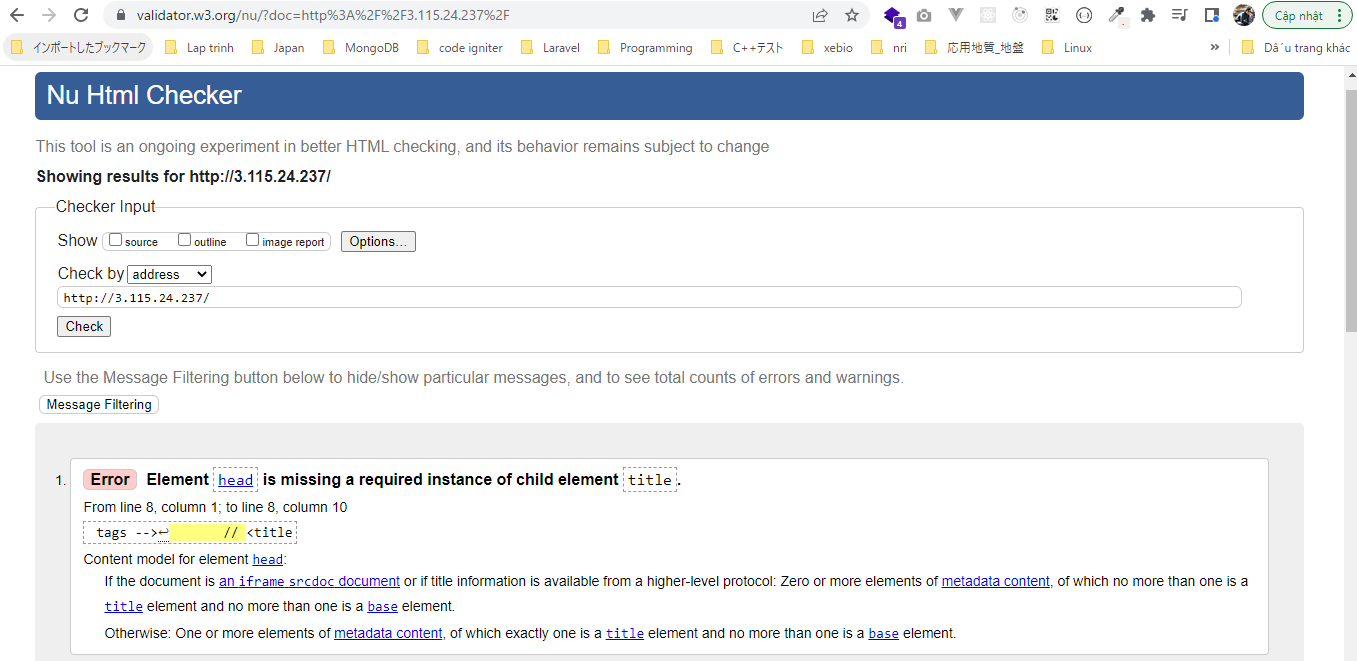 validator.w3.org/nu/?doc=http%3A%2F%2F3.115.24.237%2F
4
Cập nhật
インポートしたブックマーク Lap trinh Japan MongoDB code igniter Laravel Programming C++テスト xebio nri 応用地質_地盤 Linux » Dấu trang khác
Nu Html Checker
This tool is an ongoing experiment in better HTML checking, and its behavior remains subject to change
Showing results for http://3.115.24.237/
Checker Input
Show source outline image report Options...
Check by address
http://3.115.24.237/
Check
Use the Message Filtering button below to hide/show particular messages, and to see total counts of errors and warnings.
Message Filtering
1. Error Element head is missing a required instance of child element title.
From line 8, column 1; to line 8, column 10
tags -->↩ // <title
Content model for element head:
If the document is an iframe srcdoc document or if title information is available from a higher-level protocol: Zero or more elements of metadata content, of which no more than one is a
title element and no more than one is a base element.
Otherwise: One or more elements of metadata content, of which exactly one is a title element and no more than one is a base element.